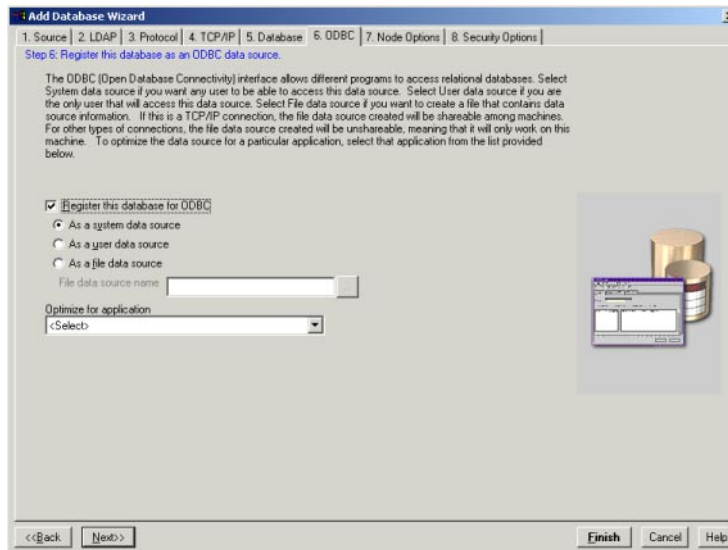 Add Database Wizard
1. Source 2. LDAP 3. Protocol 4. TCP/IP 5. Database 6. ODBC 7. Node Options 8. Security Options
Step 6: Register this database as an ODBC data source.
The ODBC (Open Database Connectivity) interface allows different programs to access relational databases. Select
System data source if you want any user to be able to access this data source. Select User data source if you are
the only user that will access this data source. Select File data source if you want to create a file that contains data
source information. If this is a TCP/IP connection, the file data source created will be shareable among machines.
For other types of connections, the file data source created will be unshareable, meaning that it will only work on this
machine. To optimize the data source for a particular application, select that application from the list provided
below.
Register this database for ODBC
As a system data source
As a user data source
As a file data source
File data source name
...
Optimize for application
<Select>
<<Back Next>> Finish Cancel Help